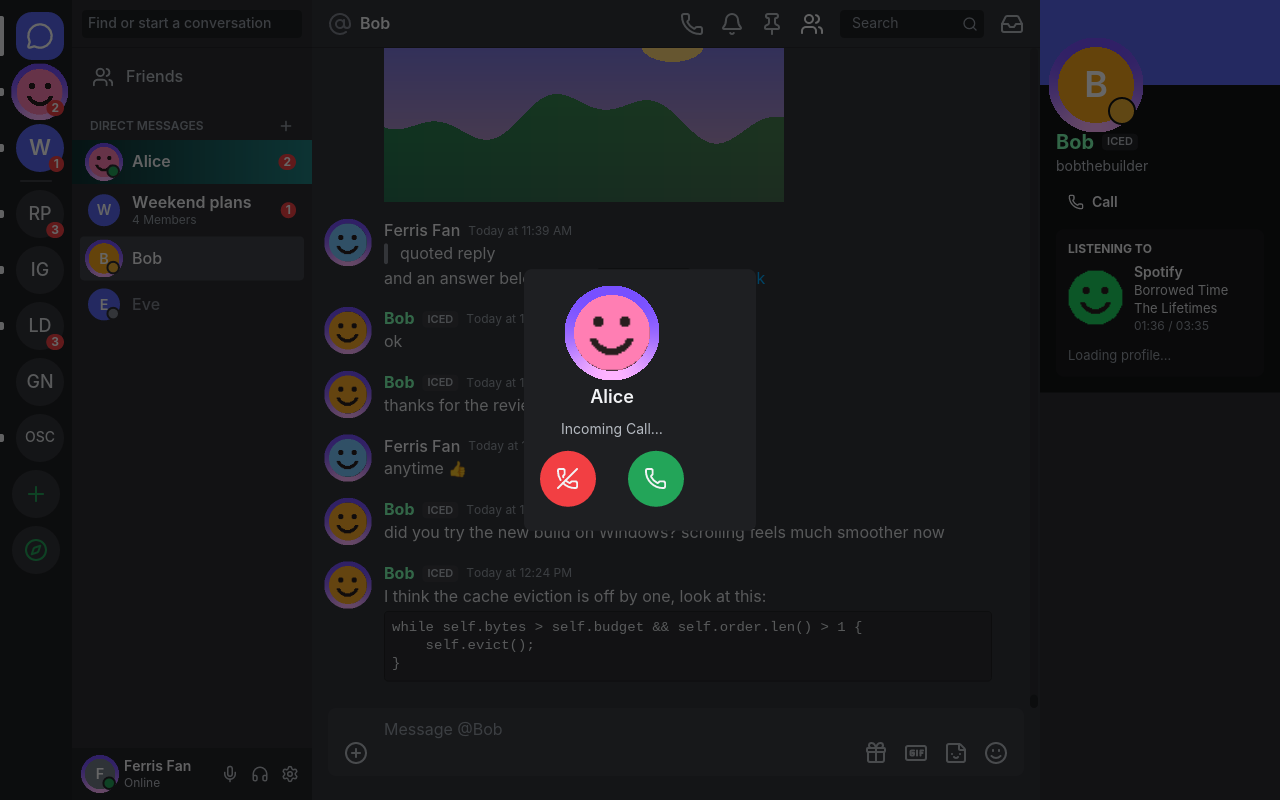 Find or start a conversation
Bob
Search
2
W
1
RP
3
IG
LD
3
GN
OSC
Friends
DIRECT MESSAGES
Alice
2
W
Weekend plans
4 Members
1
B
Bob
E
Eve
F
Ferris Fan
Online
Ferris Fan Today at 11:39 AM
quoted reply
and an answer bel
k
Bob ICED Today at 1
ok
Bob ICED Today at 1
thanks for the revie
Ferris Fan Today at 1
anytime 👍
Bob ICED Today at 1
did you try the new build on Windows? scrolling feels much smoother now
Bob ICED Today at 12:24 PM
I think the cache eviction is off by one, look at this:
while self.bytes > self.budget && self.order.len() > 1 {
    self.evict();
}
Message @Bob
GIF
Alice
Incoming Call...
B
Bob ICED
bobthebuilder
Call
LISTENING TO
Spotify
Borrowed Time
The Lifetimes
01:36 / 03:35
Loading profile...